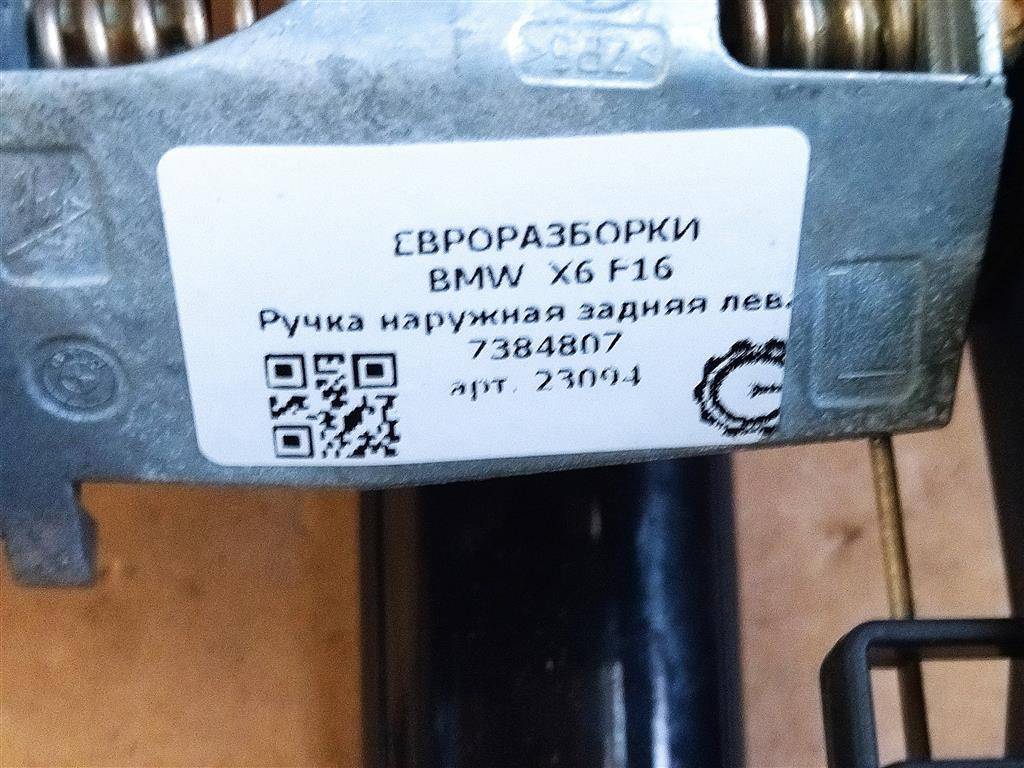 ЕВРОРАЗБОРКИ
BMW X6 F16
Ручка наружная задняя лев.
7384807
арт. 23094